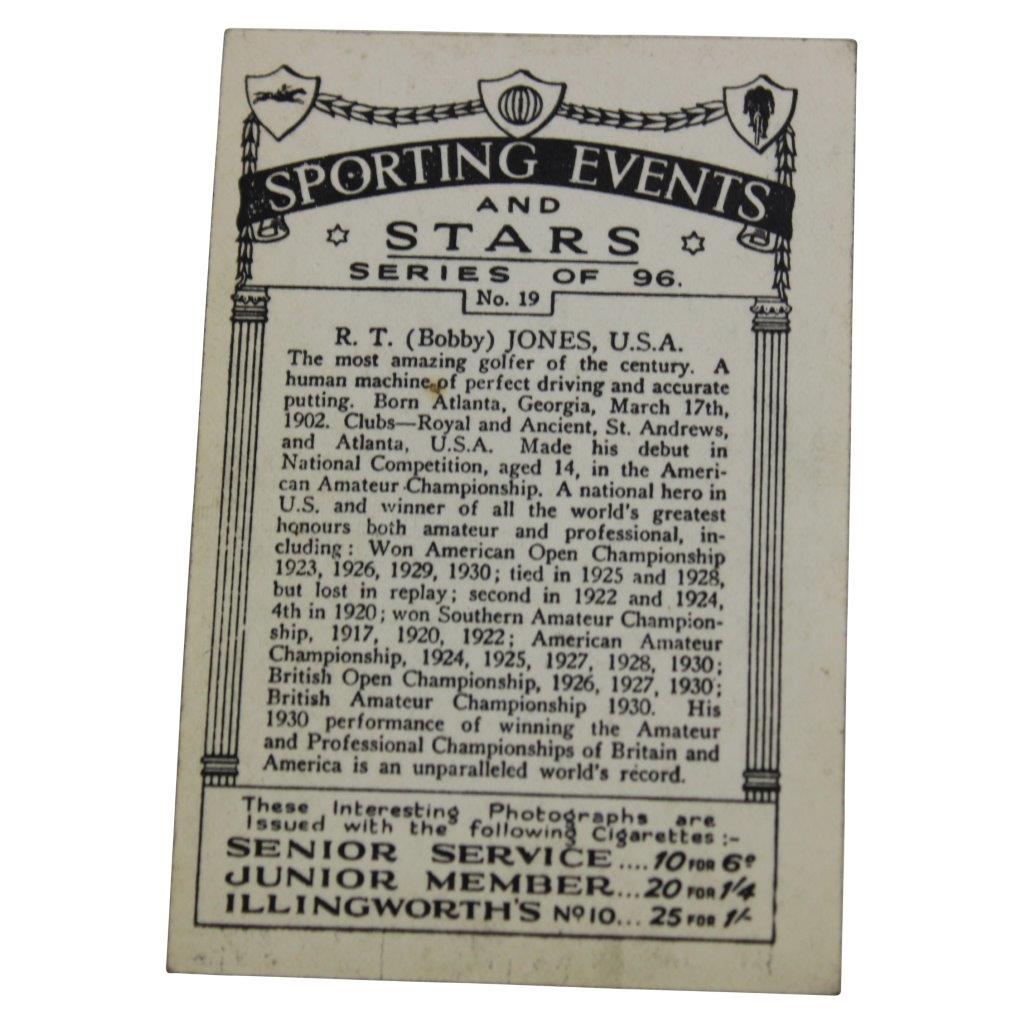 SPORTING EVENTS
AND
STARS
SERIES OF 96.
No. 19
R. T. (Bobby) JONES, U.S.A.
The most amazing golfer of the century. A
human machine of perfect driving and accurate
putting. Born Atlanta, Georgia, March 17th,
1902. Clubs—Royal and Ancient, St. Andrews,
and Atlanta, U.S.A. Made his debut in
National Competition, aged 14, in the Ameri-
can Amateur Championship. A national hero in
U.S. and winner of all the world's greatest
honours both amateur and professional, in-
cluding: Won American Open Championship
1923, 1926, 1929, 1930; tied in 1925 and 1928,
but lost in replay; second in 1922 and 1924,
4th in 1920; won Southern Amateur Champion-
ship, 1917, 1920, 1922; American Amateur
Championship, 1924, 1925, 1927, 1928, 1930;
British Open Championship, 1926, 1927, 1930;
British Amateur Championship 1930. His
1930 performance of winning the Amateur
and Professional Championships of Britain and
America is an unparalleled world's record.
These Interesting Photographs are
Issued with the following Cigarettes:-
SENIOR SERVICE .... 10 FOR 6ᴰ
JUNIOR MEMBER... 20 FOR 1/4
ILLINGWORTH'S Nº 10... 25 FOR 1/-